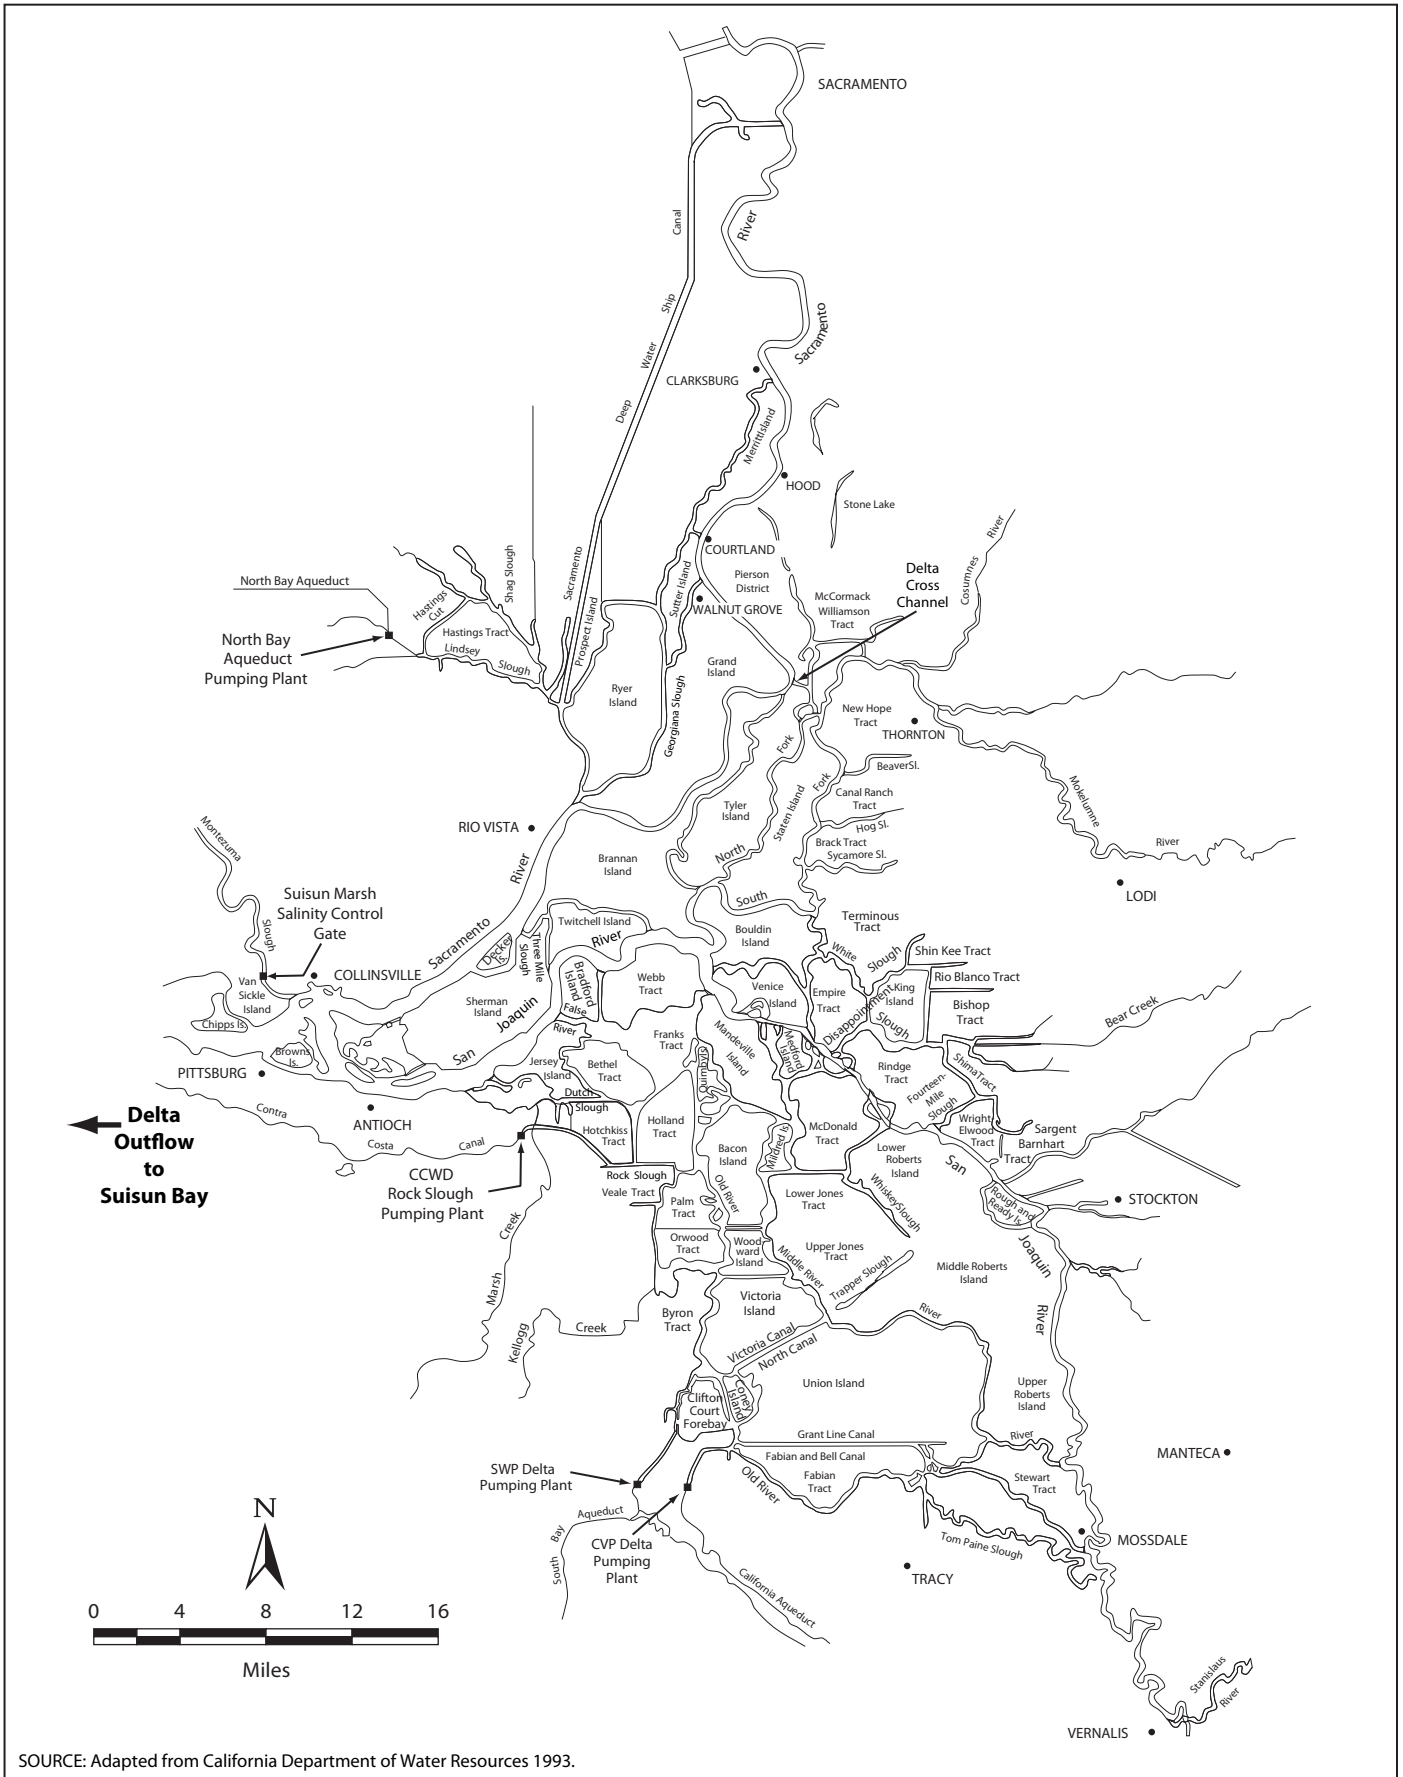 SACRAMENTO
Canal
River
Ship
Sacramento
Water
CLARKSBURG
Deep
Merritt Island
HOOD
Stone Lake
River
COURTLAND
Shag Slough
Sacramento
Pierson
District
Delta
Cross
Channel
Cosumnes
North Bay Aqueduct
Sutter Island
WALNUT GROVE
McCormack
Williamson
Tract
Hastings
Cut
Prospect Island
Hastings Tract
North Bay
Aqueduct
Pumping Plant
Lindsey
Slough
Grand
Island
Ryer
Island
Georgiana Slough
New Hope
Tract
THORNTON
Fork
BeaverSl.
Fork
Canal Ranch
Tract
Mokelumne
River
Tyler
Island
Staten Island
Hog Sl.
RIO VISTA
Montezuma
Brack Tract
Sycamore Sl.
North
River
Brannan
Island
LODI
Suisun Marsh
Salinity Control
Gate
South
Terminous
Tract
Twitchell Island
Slough
Sacramento
River
Bouldin
Island
Decker
Is.
Three Mile
Slough
White
Slough
Shin Kee Tract
COLLINSVILLE
Van
Sickle
Island
Bradford
Island
Webb
Tract
Venice
Island
Empire
Tract
King
Island
Rio Blanco Tract
Sherman
Island
Joaquin
False
River
Disappointment
Slough
Bishop
Tract
Bear Creek
Chipps Is.
Franks
Tract
Mandeville
Island
Medford
Island
San
Browns
Is.
Jersey
Island
Bethel
Tract
Quimby Is
Rindge
Tract
Shima Tract
PITTSBURG
Fourteen-
Mile
Slough
Dutch
Slough
Contra
Delta
Outflow
to
Suisun Bay
ANTIOCH
Hotchkiss
Tract
Holland
Tract
McDonald
Tract
Wright
Elwood
Tract
Sargent
Barnhart
Tract
Costa
Canal
Bacon
Island
Mildred Is
Lower
Roberts
Island
San
CCWD
Rock Slough
Pumping Plant
Rock Slough
Veale Tract
Old River
Lower Jones
Tract
Whiskey Slough
Rough and
Ready Is.
STOCKTON
Palm
Tract
Creek
Orwood
Tract
Wood-
ward
Island
Middle River
Upper Jones
Tract
Trapper Slough
Middle Roberts
Island
Joaquin
Marsh
Victoria
Island
Byron
Tract
River
River
Kellogg
Creek
Victoria Canal
North Canal
Union Island
Upper
Roberts
Island
Clifton
Court
Forebay
Coney
Island
Grant Line Canal
River
MANTECA
Fabian and Bell Canal
SWP Delta
Pumping Plant
Old River
Fabian
Tract
Stewart
Tract
N
Aqueduct
Bay
South
CVP Delta
Pumping
Plant
Tom Paine Slough
MOSSDALE
TRACY
California Aqueduct
0 4 8 12 16
Miles
Stanislaus
River
VERNALIS
SOURCE: Adapted from California Department of Water Resources 1993.